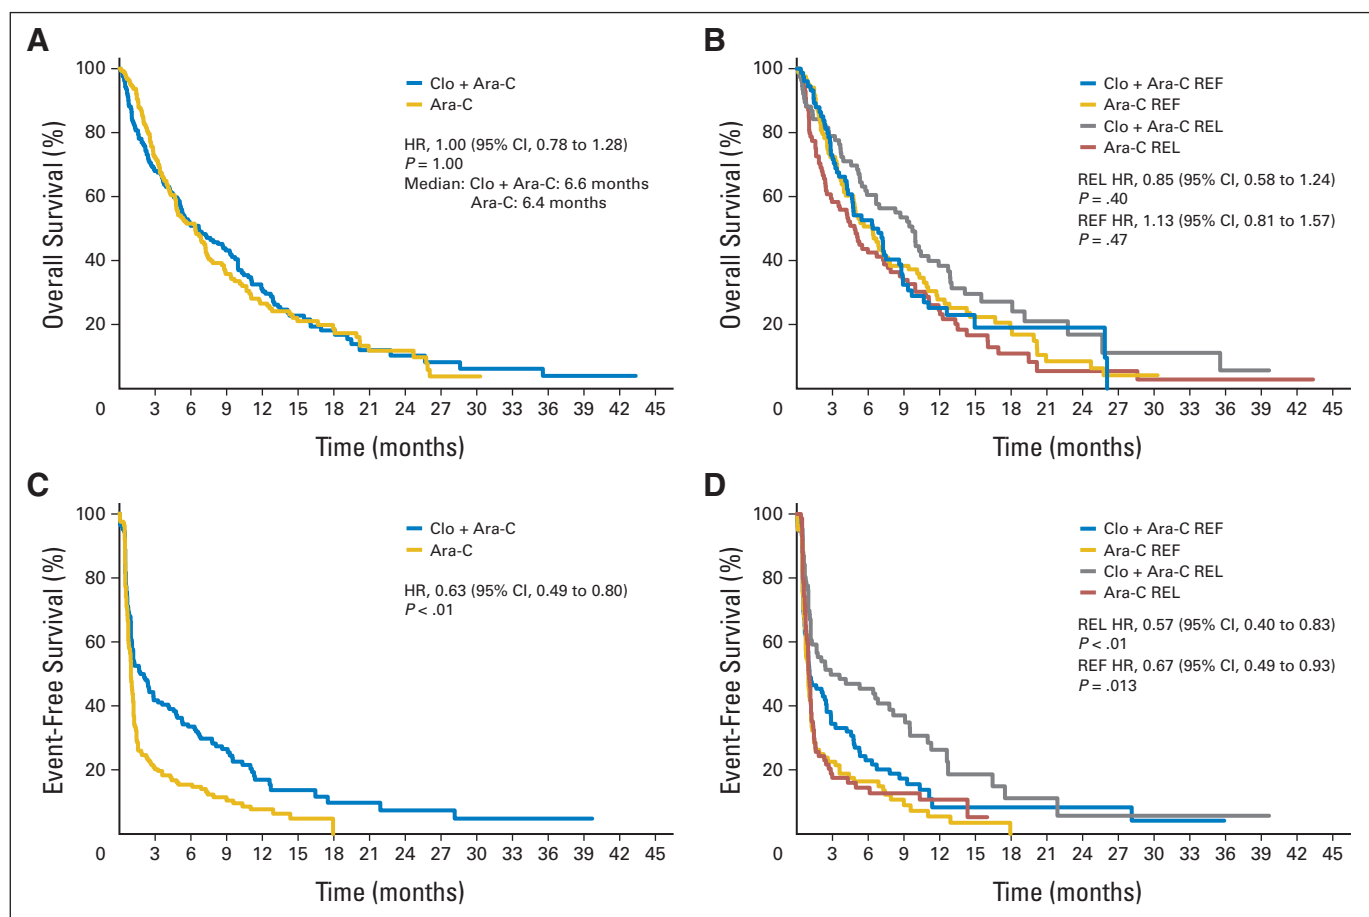 A
Overall Survival (%)
100
80
60
40
20
0
3 6 9 12 15 18 21 24 27 30 33 36 39 42 45
Time (months)
Clo + Ara-C
Ara-C
HR, 1.00 (95% CI, 0.78 to 1.28)
P = 1.00
Median: Clo + Ara-C: 6.6 months
Ara-C: 6.4 months
B
Overall Survival (%)
100
80
60
40
20
0
3 6 9 12 15 18 21 24 27 30 33 36 39 42 45
Time (months)
Clo + Ara-C REF
Ara-C REF
Clo + Ara-C REL
Ara-C REL
REL HR, 0.85 (95% CI, 0.58 to 1.24)
P = .40
REF HR, 1.13 (95% CI, 0.81 to 1.57)
P = .47
C
Event-Free Survival (%)
100
80
60
40
20
0
3 6 9 12 15 18 21 24 27 30 33 36 39 42 45
Time (months)
Clo + Ara-C
Ara-C
HR, 0.63 (95% CI, 0.49 to 0.80)
P < .01
D
Event-Free Survival (%)
100
80
60
40
20
0
3 6 9 12 15 18 21 24 27 30 33 36 39 42 45
Time (months)
Clo + Ara-C REF
Ara-C REF
Clo + Ara-C REL
Ara-C REL
REL HR, 0.57 (95% CI, 0.40 to 0.83)
P < .01
REF HR, 0.67 (95% CI, 0.49 to 0.93)
P = .013